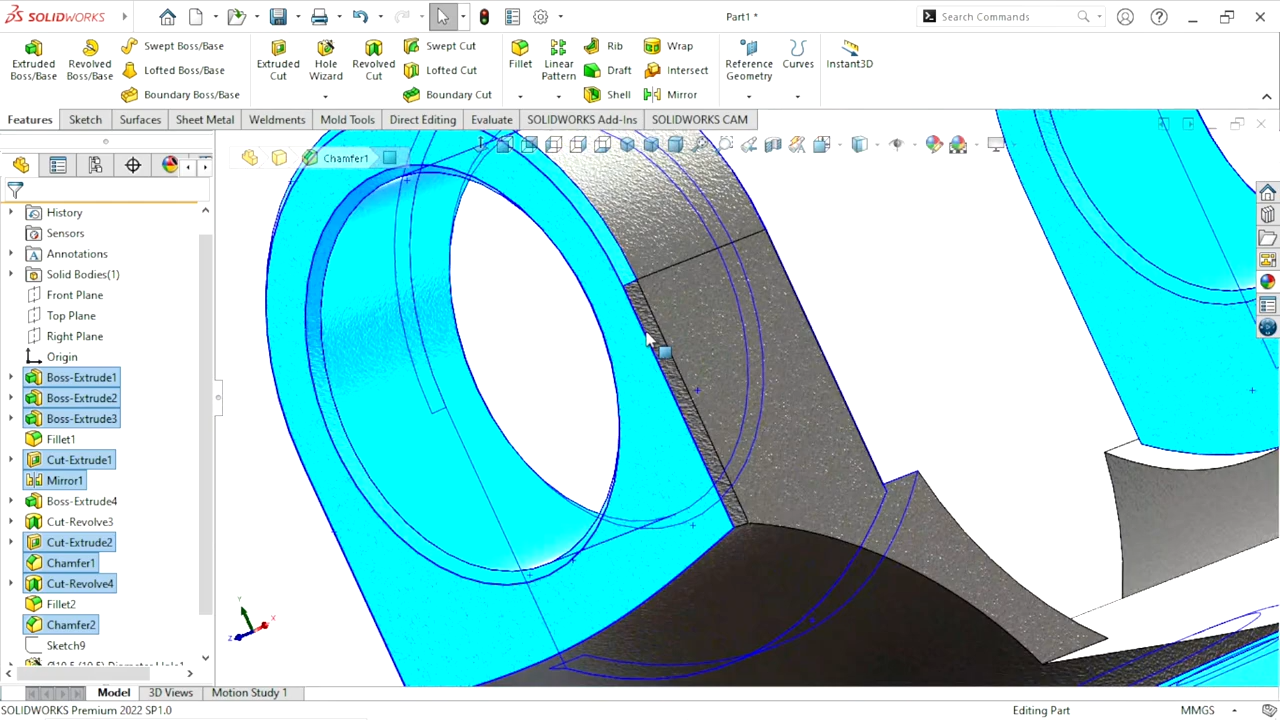 SOLIDWORKS
Part1 *
Search Commands
Extruded Boss/Base
Revolved Boss/Base
Swept Boss/Base
Lofted Boss/Base
Boundary Boss/Base
Extruded Cut
Hole Wizard
Revolved Cut
Swept Cut
Lofted Cut
Boundary Cut
Fillet
Linear Pattern
Rib
Draft
Shell
Wrap
Intersect
Mirror
Reference Geometry
Curves
Instant3D
Features
Sketch
Surfaces
Sheet Metal
Weldments
Mold Tools
Direct Editing
Evaluate
SOLIDWORKS Add-Ins
SOLIDWORKS CAM
Chamfer1
History
Sensors
Annotations
Solid Bodies(1)
Front Plane
Top Plane
Right Plane
Origin
Boss-Extrude1
Boss-Extrude2
Boss-Extrude3
Fillet1
Cut-Extrude1
Mirror1
Boss-Extrude4
Cut-Revolve3
Cut-Extrude2
Chamfer1
Cut-Revolve4
Fillet2
Chamfer2
Sketch9
Y
X
Z
Model
3D Views
Motion Study 1
SOLIDWORKS Premium 2022 SP1.0
Editing Part
MMGS